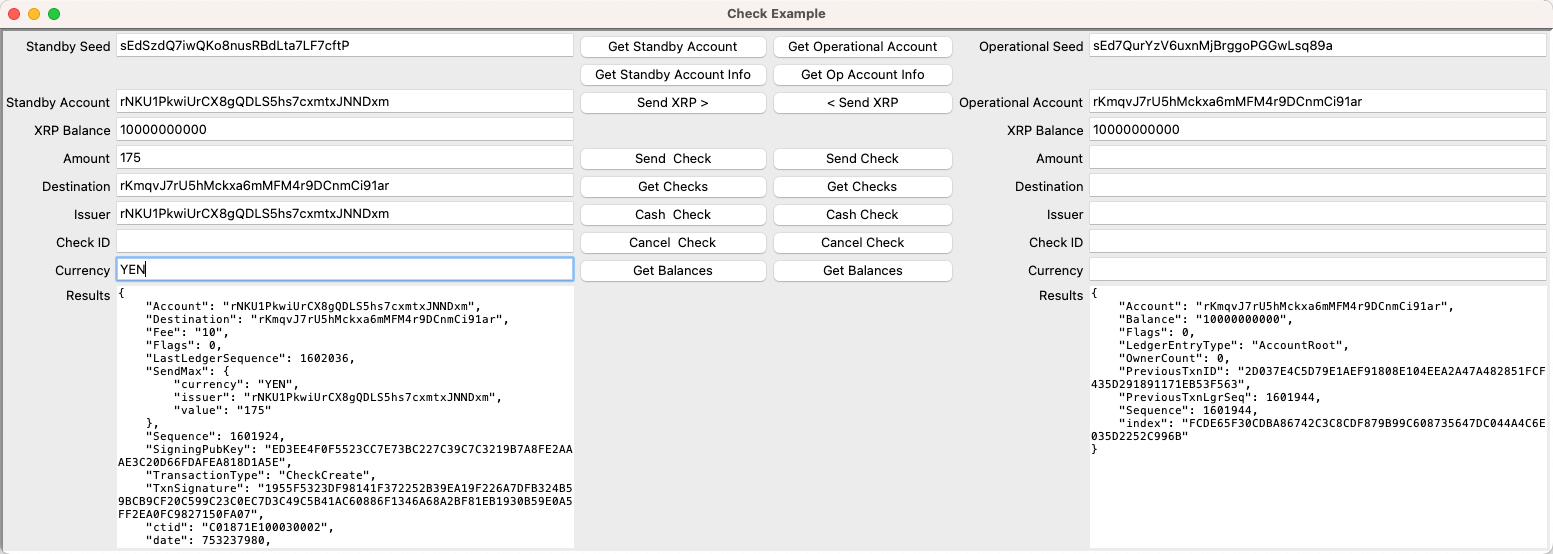 Check Example
Standby Seed sEdSzdQ7iwQKo8nusRBdLta7LF7cftP Get Standby Account Get Operational Account Operational Seed sEd7QurYzV6uxnMjBrggoPGGwLsq89a
Get Standby Account Info Get Op Account Info
Standby Account rNKU1PkwiUrCX8gQDLS5hs7cxmtxJNNDxm Send XRP > < Send XRP Operational Account rKmqvJ7rU5hMckxa6mMFM4r9DCnmCi91ar
XRP Balance 10000000000 XRP Balance 10000000000
Amount 175 Send  Check Send Check Amount
Destination rKmqvJ7rU5hMckxa6mMFM4r9DCnmCi91ar Get Checks Get Checks Destination
Issuer rNKU1PkwiUrCX8gQDLS5hs7cxmtxJNNDxm Cash  Check Cash Check Issuer
Check ID Cancel  Check Cancel Check Check ID
Currency YEN Get Balances Get Balances Currency
Results
{
"Account": "rNKU1PkwiUrCX8gQDLS5hs7cxmtxJNNDxm",
"Destination": "rKmqvJ7rU5hMckxa6mMFM4r9DCnmCi91ar",
"Fee": "10",
"Flags": 0,
"LastLedgerSequence": 1602036,
"SendMax": {
"currency": "YEN",
"issuer": "rNKU1PkwiUrCX8gQDLS5hs7cxmtxJNNDxm",
"value": "175"
},
"Sequence": 1601924,
"SigningPubKey": "ED3EE4F0F5523CC7E73BC227C39C7C3219B7A8FE2AA
AE3C20D66FDAFEA818D1A5E",
"TransactionType": "CheckCreate",
"TxnSignature": "1955F5323DF98141F372252B39EA19F226A7DFB324B5
9BCB9CF20C599C23C0EC7D3C49C5B41AC60886F1346A68A2BF81EB1930B59E0A5
FF2EA0FC9827150FA07",
"ctid": "C01871E100030002",
"date": 753237980,
Results
{
"Account": "rKmqvJ7rU5hMckxa6mMFM4r9DCnmCi91ar",
"Balance": "10000000000",
"Flags": 0,
"LedgerEntryType": "AccountRoot",
"OwnerCount": 0,
"PreviousTxnID": "2D037E4C5D79E1AEF91808E104EEA2A47A482851FCF
435D291891171EB53F563",
"PreviousTxnLgrSeq": 1601944,
"Sequence": 1601944,
"index": "FCDE65F30CDBA86742C3C8CDF879B99C608735647DC044A4C6E
035D2252C996B"
}